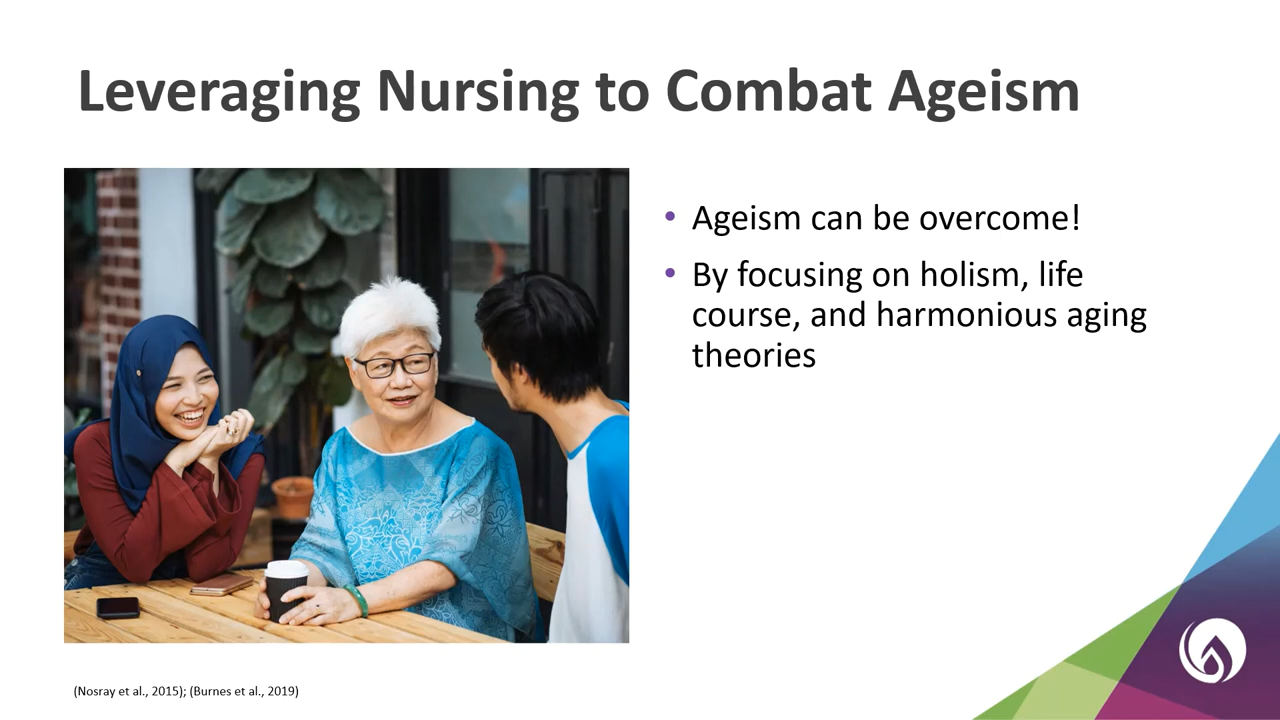 Leveraging Nursing to Combat Ageism
• Ageism can be overcome!
• By focusing on holism, life
course, and harmonious aging
theories
(Nosray et al., 2015); (Burnes et al., 2019)